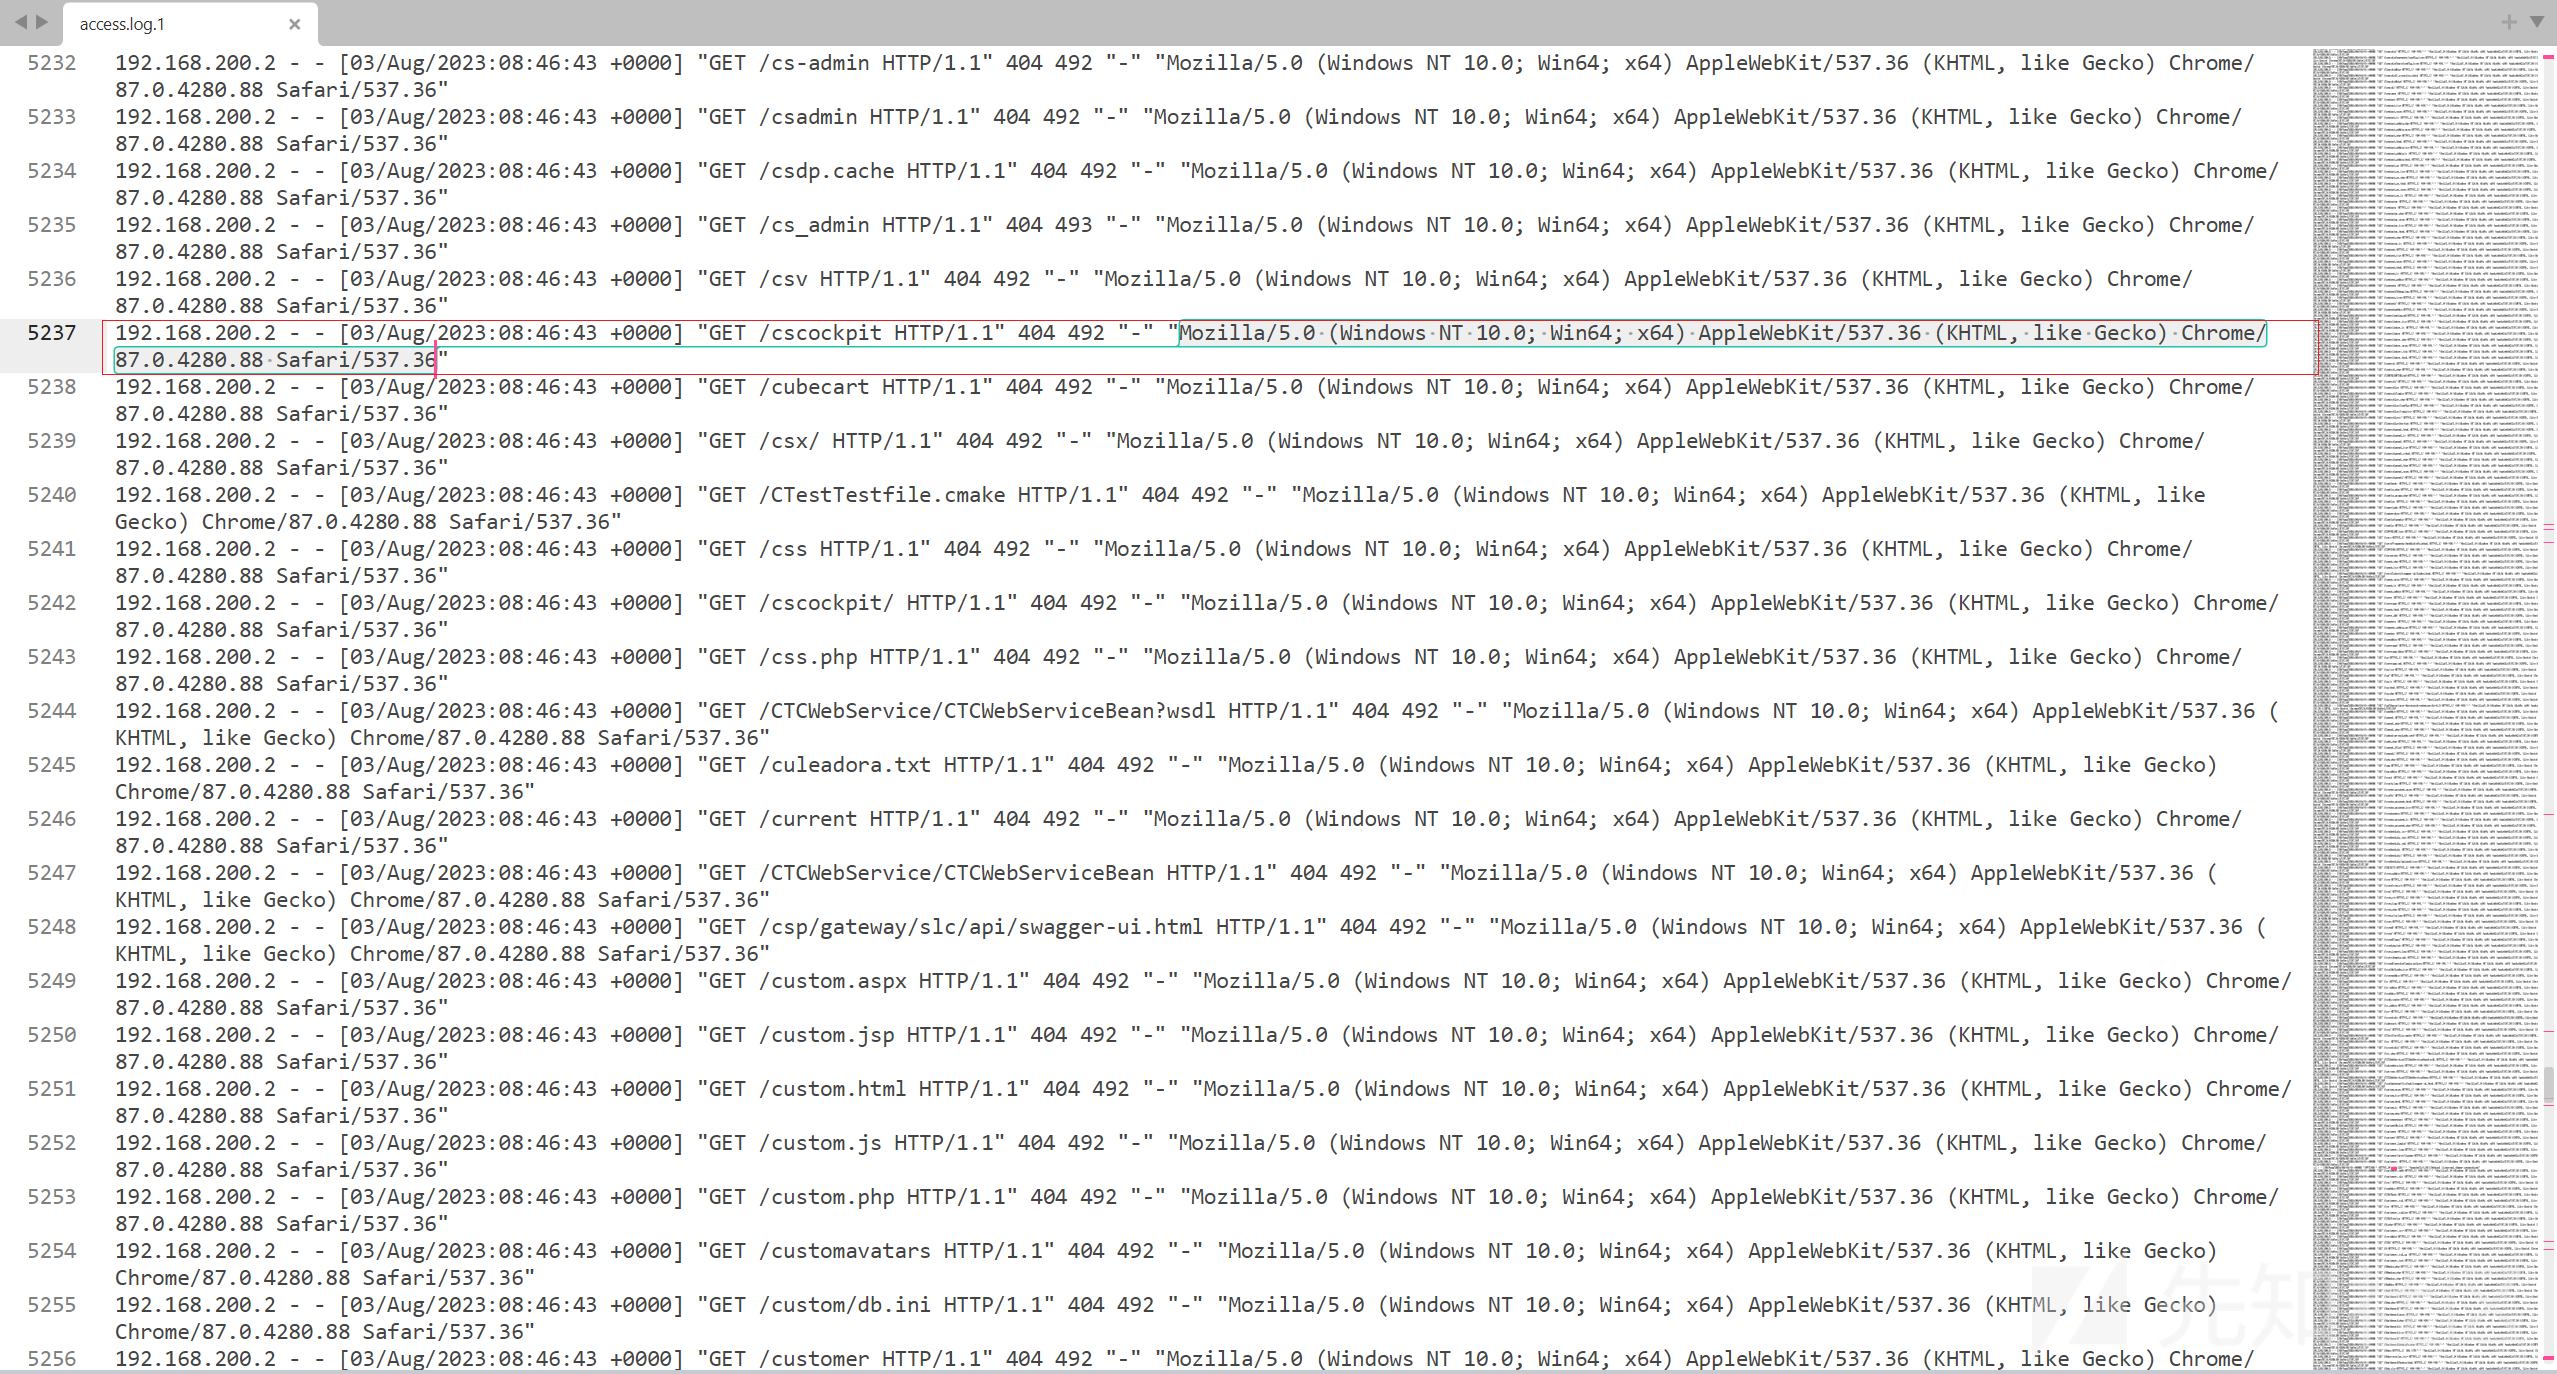 access.log.1
5232 192.168.200.2 - - [03/Aug/2023:08:46:43 +0000] "GET /cs-admin HTTP/1.1" 404 492 "-" "Mozilla/5.0 (Windows NT 10.0; Win64; x64) AppleWebKit/537.36 (KHTML, like Gecko) Chrome/
87.0.4280.88 Safari/537.36"
5233 192.168.200.2 - - [03/Aug/2023:08:46:43 +0000] "GET /csadmin HTTP/1.1" 404 492 "-" "Mozilla/5.0 (Windows NT 10.0; Win64; x64) AppleWebKit/537.36 (KHTML, like Gecko) Chrome/
87.0.4280.88 Safari/537.36"
5234 192.168.200.2 - - [03/Aug/2023:08:46:43 +0000] "GET /csdp.cache HTTP/1.1" 404 492 "-" "Mozilla/5.0 (Windows NT 10.0; Win64; x64) AppleWebKit/537.36 (KHTML, like Gecko) Chrome/
87.0.4280.88 Safari/537.36"
5235 192.168.200.2 - - [03/Aug/2023:08:46:43 +0000] "GET /cs_admin HTTP/1.1" 404 493 "-" "Mozilla/5.0 (Windows NT 10.0; Win64; x64) AppleWebKit/537.36 (KHTML, like Gecko) Chrome/
87.0.4280.88 Safari/537.36"
5236 192.168.200.2 - - [03/Aug/2023:08:46:43 +0000] "GET /csv HTTP/1.1" 404 492 "-" "Mozilla/5.0 (Windows NT 10.0; Win64; x64) AppleWebKit/537.36 (KHTML, like Gecko) Chrome/
87.0.4280.88 Safari/537.36"
5237 192.168.200.2 - - [03/Aug/2023:08:46:43 +0000] "GET /cscockpit HTTP/1.1" 404 492 "-" "Mozilla/5.0 (Windows NT 10.0; Win64; x64) AppleWebKit/537.36 (KHTML, like Gecko) Chrome/
87.0.4280.88 Safari/537.36"
5238 192.168.200.2 - - [03/Aug/2023:08:46:43 +0000] "GET /cubecart HTTP/1.1" 404 492 "-" "Mozilla/5.0 (Windows NT 10.0; Win64; x64) AppleWebKit/537.36 (KHTML, like Gecko) Chrome/
87.0.4280.88 Safari/537.36"
5239 192.168.200.2 - - [03/Aug/2023:08:46:43 +0000] "GET /csx/ HTTP/1.1" 404 492 "-" "Mozilla/5.0 (Windows NT 10.0; Win64; x64) AppleWebKit/537.36 (KHTML, like Gecko) Chrome/
87.0.4280.88 Safari/537.36"
5240 192.168.200.2 - - [03/Aug/2023:08:46:43 +0000] "GET /CTestTestfile.cmake HTTP/1.1" 404 492 "-" "Mozilla/5.0 (Windows NT 10.0; Win64; x64) AppleWebKit/537.36 (KHTML, like
Gecko) Chrome/87.0.4280.88 Safari/537.36"
5241 192.168.200.2 - - [03/Aug/2023:08:46:43 +0000] "GET /css HTTP/1.1" 404 492 "-" "Mozilla/5.0 (Windows NT 10.0; Win64; x64) AppleWebKit/537.36 (KHTML, like Gecko) Chrome/
87.0.4280.88 Safari/537.36"
5242 192.168.200.2 - - [03/Aug/2023:08:46:43 +0000] "GET /cscockpit/ HTTP/1.1" 404 492 "-" "Mozilla/5.0 (Windows NT 10.0; Win64; x64) AppleWebKit/537.36 (KHTML, like Gecko) Chrome/
87.0.4280.88 Safari/537.36"
5243 192.168.200.2 - - [03/Aug/2023:08:46:43 +0000] "GET /css.php HTTP/1.1" 404 492 "-" "Mozilla/5.0 (Windows NT 10.0; Win64; x64) AppleWebKit/537.36 (KHTML, like Gecko) Chrome/
87.0.4280.88 Safari/537.36"
5244 192.168.200.2 - - [03/Aug/2023:08:46:43 +0000] "GET /CTCWebService/CTCWebServiceBean?wsdl HTTP/1.1" 404 492 "-" "Mozilla/5.0 (Windows NT 10.0; Win64; x64) AppleWebKit/537.36 (
KHTML, like Gecko) Chrome/87.0.4280.88 Safari/537.36"
5245 192.168.200.2 - - [03/Aug/2023:08:46:43 +0000] "GET /culeadora.txt HTTP/1.1" 404 492 "-" "Mozilla/5.0 (Windows NT 10.0; Win64; x64) AppleWebKit/537.36 (KHTML, like Gecko)
Chrome/87.0.4280.88 Safari/537.36"
5246 192.168.200.2 - - [03/Aug/2023:08:46:43 +0000] "GET /current HTTP/1.1" 404 492 "-" "Mozilla/5.0 (Windows NT 10.0; Win64; x64) AppleWebKit/537.36 (KHTML, like Gecko) Chrome/
87.0.4280.88 Safari/537.36"
5247 192.168.200.2 - - [03/Aug/2023:08:46:43 +0000] "GET /CTCWebService/CTCWebServiceBean HTTP/1.1" 404 492 "-" "Mozilla/5.0 (Windows NT 10.0; Win64; x64) AppleWebKit/537.36 (
KHTML, like Gecko) Chrome/87.0.4280.88 Safari/537.36"
5248 192.168.200.2 - - [03/Aug/2023:08:46:43 +0000] "GET /csp/gateway/slc/api/swagger-ui.html HTTP/1.1" 404 492 "-" "Mozilla/5.0 (Windows NT 10.0; Win64; x64) AppleWebKit/537.36 (
KHTML, like Gecko) Chrome/87.0.4280.88 Safari/537.36"
5249 192.168.200.2 - - [03/Aug/2023:08:46:43 +0000] "GET /custom.aspx HTTP/1.1" 404 492 "-" "Mozilla/5.0 (Windows NT 10.0; Win64; x64) AppleWebKit/537.36 (KHTML, like Gecko) Chrome/
87.0.4280.88 Safari/537.36"
5250 192.168.200.2 - - [03/Aug/2023:08:46:43 +0000] "GET /custom.jsp HTTP/1.1" 404 492 "-" "Mozilla/5.0 (Windows NT 10.0; Win64; x64) AppleWebKit/537.36 (KHTML, like Gecko) Chrome/
87.0.4280.88 Safari/537.36"
5251 192.168.200.2 - - [03/Aug/2023:08:46:43 +0000] "GET /custom.html HTTP/1.1" 404 492 "-" "Mozilla/5.0 (Windows NT 10.0; Win64; x64) AppleWebKit/537.36 (KHTML, like Gecko) Chrome/
87.0.4280.88 Safari/537.36"
5252 192.168.200.2 - - [03/Aug/2023:08:46:43 +0000] "GET /custom.js HTTP/1.1" 404 492 "-" "Mozilla/5.0 (Windows NT 10.0; Win64; x64) AppleWebKit/537.36 (KHTML, like Gecko) Chrome/
87.0.4280.88 Safari/537.36"
5253 192.168.200.2 - - [03/Aug/2023:08:46:43 +0000] "GET /custom.php HTTP/1.1" 404 492 "-" "Mozilla/5.0 (Windows NT 10.0; Win64; x64) AppleWebKit/537.36 (KHTML, like Gecko) Chrome/
87.0.4280.88 Safari/537.36"
5254 192.168.200.2 - - [03/Aug/2023:08:46:43 +0000] "GET /customavatars HTTP/1.1" 404 492 "-" "Mozilla/5.0 (Windows NT 10.0; Win64; x64) AppleWebKit/537.36 (KHTML, like Gecko)
Chrome/87.0.4280.88 Safari/537.36"
5255 192.168.200.2 - - [03/Aug/2023:08:46:43 +0000] "GET /custom/db.ini HTTP/1.1" 404 492 "-" "Mozilla/5.0 (Windows NT 10.0; Win64; x64) AppleWebKit/537.36 (KHTML, like Gecko)
Chrome/87.0.4280.88 Safari/537.36"
5256 192.168.200.2 - - [03/Aug/2023:08:46:43 +0000] "GET /customer HTTP/1.1" 404 492 "-" "Mozilla/5.0 (Windows NT 10.0; Win64; x64) AppleWebKit/537.36 (KHTML, like Gecko) Chrome/
先知